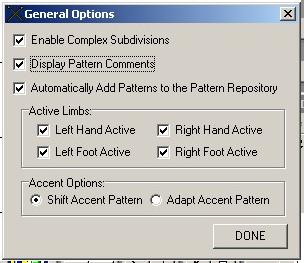 General Options
Enable Complex Subdivisions
Display Pattern Comments
Automatically Add Patterns to the Pattern Repository
Active Limbs:
Left Hand Active Right Hand Active
Left Foot Active Right Foot Active
Accent Options:
Shift Accent Pattern Adapt Accent Pattern
DONE